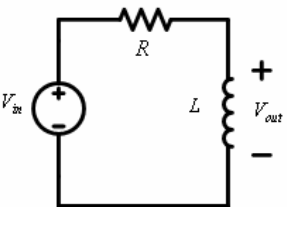 R
V_in + L + V_out
- -